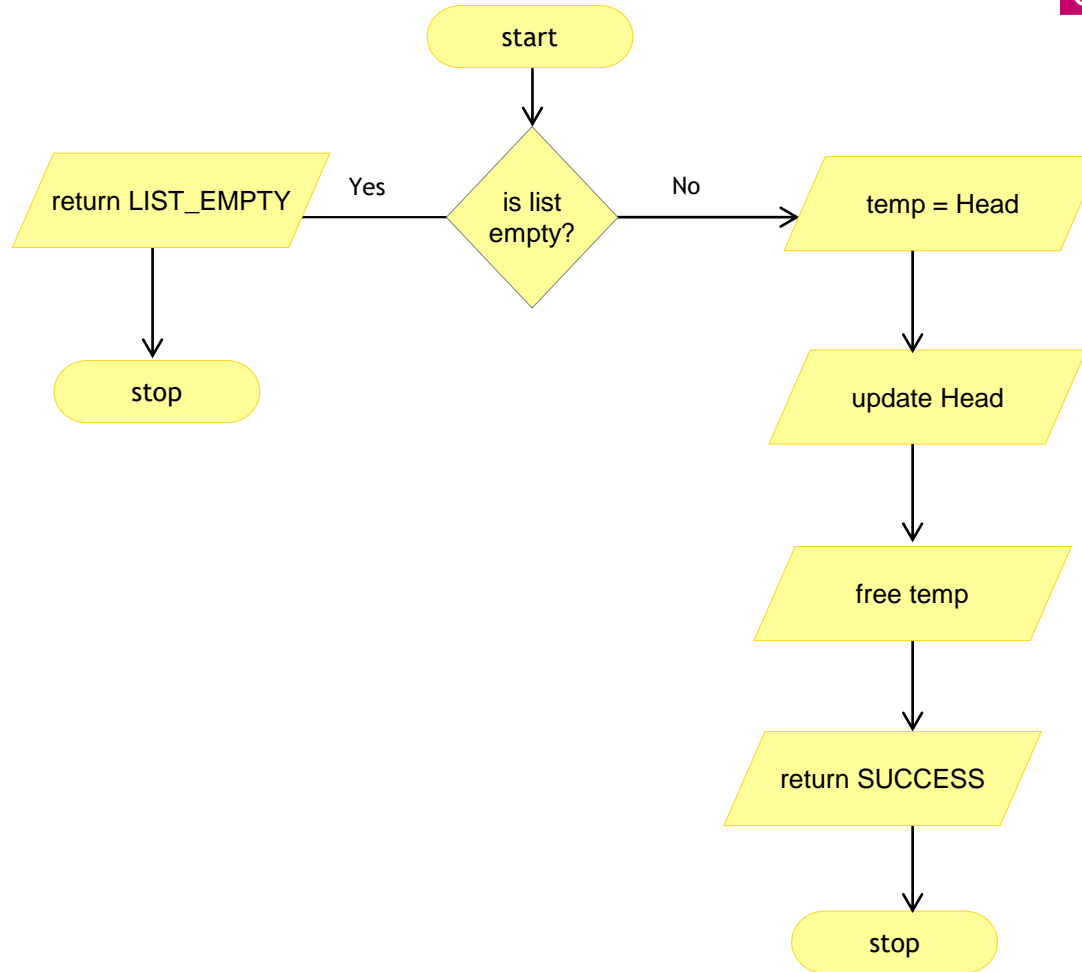 start
return LIST_EMPTY
Yes
is list
empty?
No
temp = Head
stop
update Head
free temp
return SUCCESS
stop